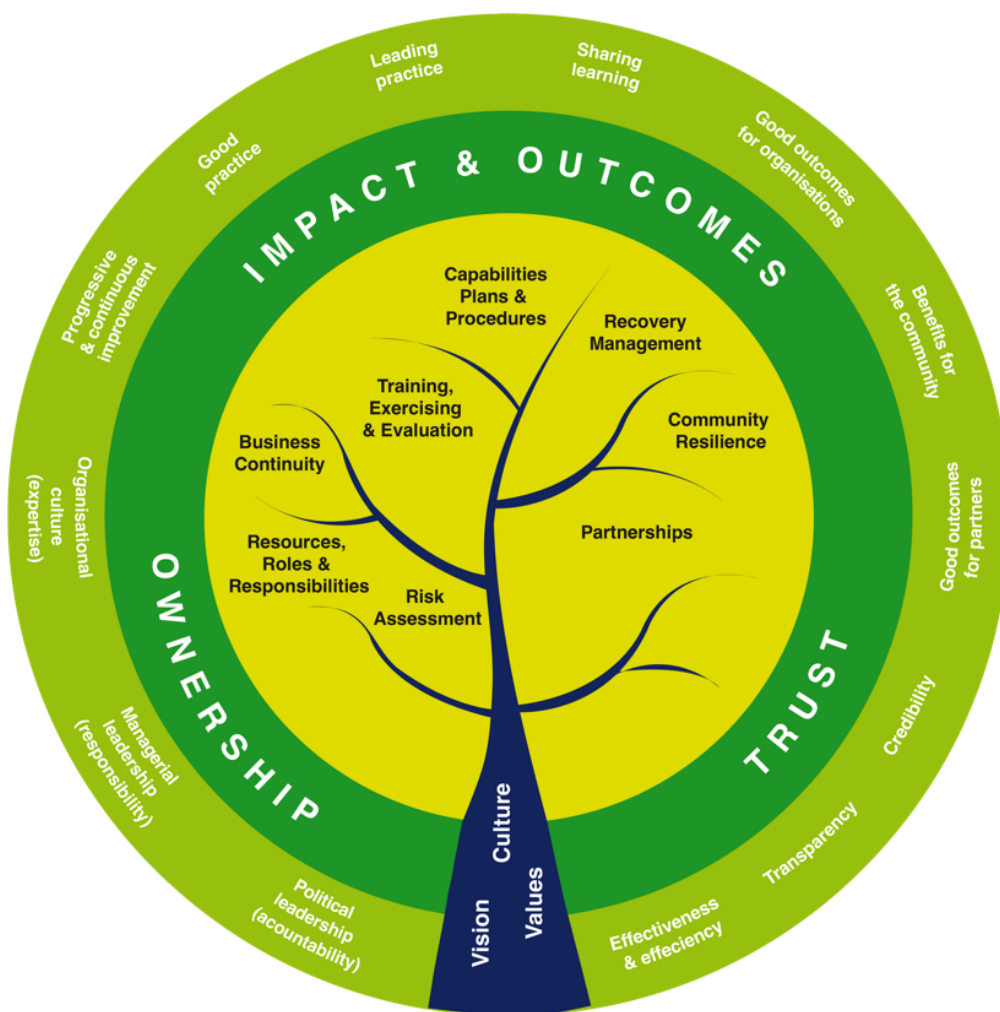 Leading
practice
Sharing
learning
Good
practice
Good outcomes
for organisations
Progressive
& continuous
improvement
Benefits for
the community
Organisational
culture
(expertise)
Good outcomes
for partners
Managerial
leadership
(responsibility)
Credibility
Transparency
Political
leadership
(acountability)
Effectiveness
& effeciency
IMPACT & OUTCOMES
OWNERSHIP
TRUST
Capabilities
Plans &
Procedures
Recovery
Management
Training,
Exercising
& Evaluation
Community
Resilience
Business
Continuity
Partnerships
Resources,
Roles &
Responsibilities
Risk
Assessment
Vision
Culture
Values